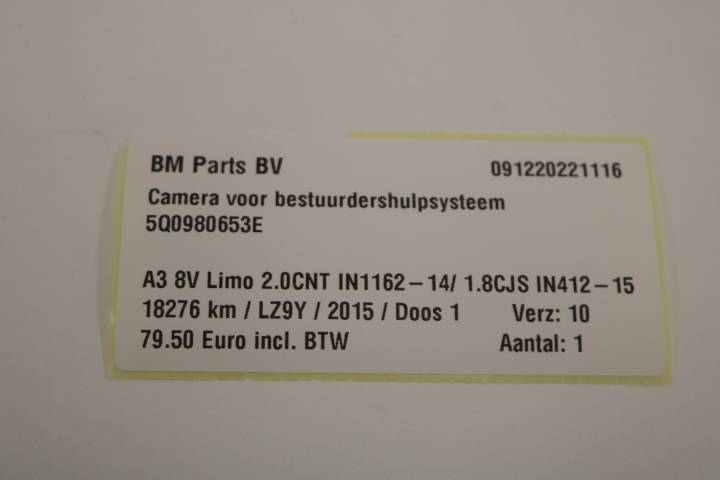 BM Parts BV 091220221116
Camera voor bestuurdershulpsysteem
5Q0980653E
A3 8V Limo 2.0CNT IN1162-14/ 1.8CJS IN412-15
18276 km / LZ9Y / 2015 / Doos 1 Verz: 10
79.50 Euro incl. BTW Aantal: 1